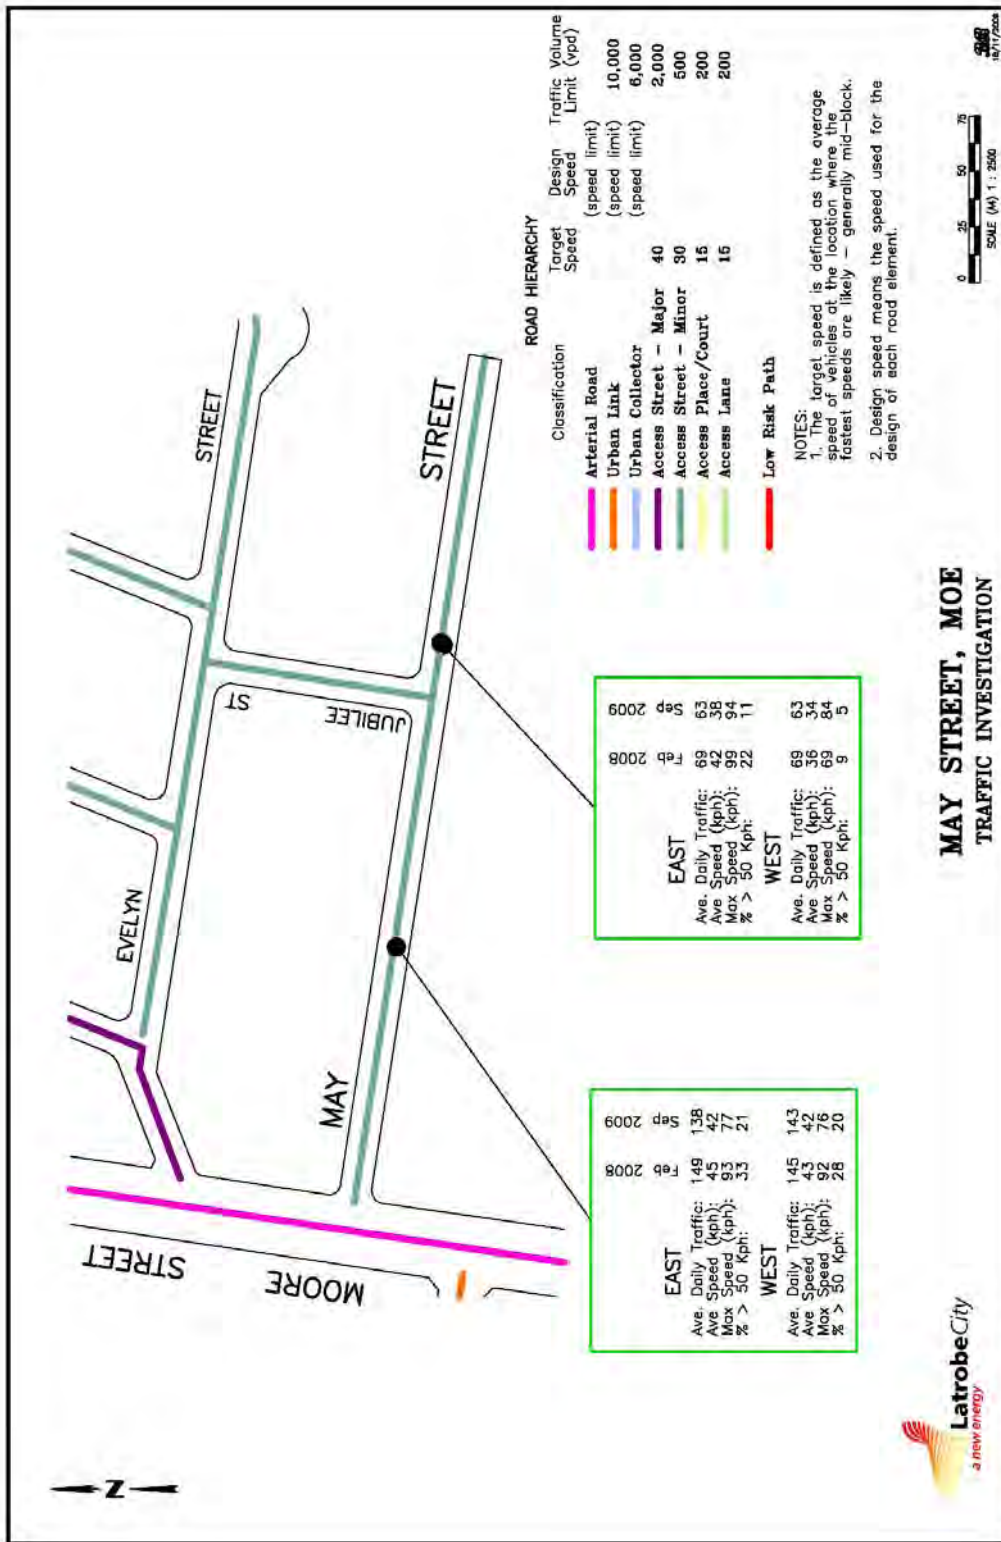 STREET
EVELYN
ST
JUBILEE
STREET
MAY
STREET
MOORE
N
ROAD HIERARCHY
Classification Target Speed Design Speed Traffic Volume Limit (vpd)
Arterial Road (speed limit)
Urban Link (speed limit) 10,000
Urban Collector (speed limit) 6,000
Access Street - Major 40 2,000
Access Street - Minor 30 500
Access Place/Court 15 200
Access Lane 15 200
Low Risk Path
NOTES:
1. The target speed is defined as the average
speed of vehicles at the location where the
fastest speeds are likely - generally mid-block.
2. Design speed means the speed used for the
design of each road element.
Feb 2008 Sep 2009
EAST
Ave. Daily Traffic: 149 138
Ave Speed (kph): 45 42
Max Speed (kph): 93 77
% > 50 Kph: 33 21
WEST
Ave. Daily Traffic: 145 143
Ave Speed (kph): 43 42
Max Speed (kph): 92 76
% > 50 Kph: 28 20
Feb 2008 Sep 2009
EAST
Ave. Daily Traffic: 69 63
Ave Speed (kph): 42 38
Max Speed (kph): 99 94
% > 50 Kph: 22 11
WEST
Ave. Daily Traffic: 69 63
Ave Speed (kph): 36 34
Max Speed (kph): 69 84
% > 50 Kph: 9 5
LatrobeCity
a new energy
MAY STREET, MOE
TRAFFIC INVESTIGATION
0 25 50 75
SCALE (A4) 1 : 2500